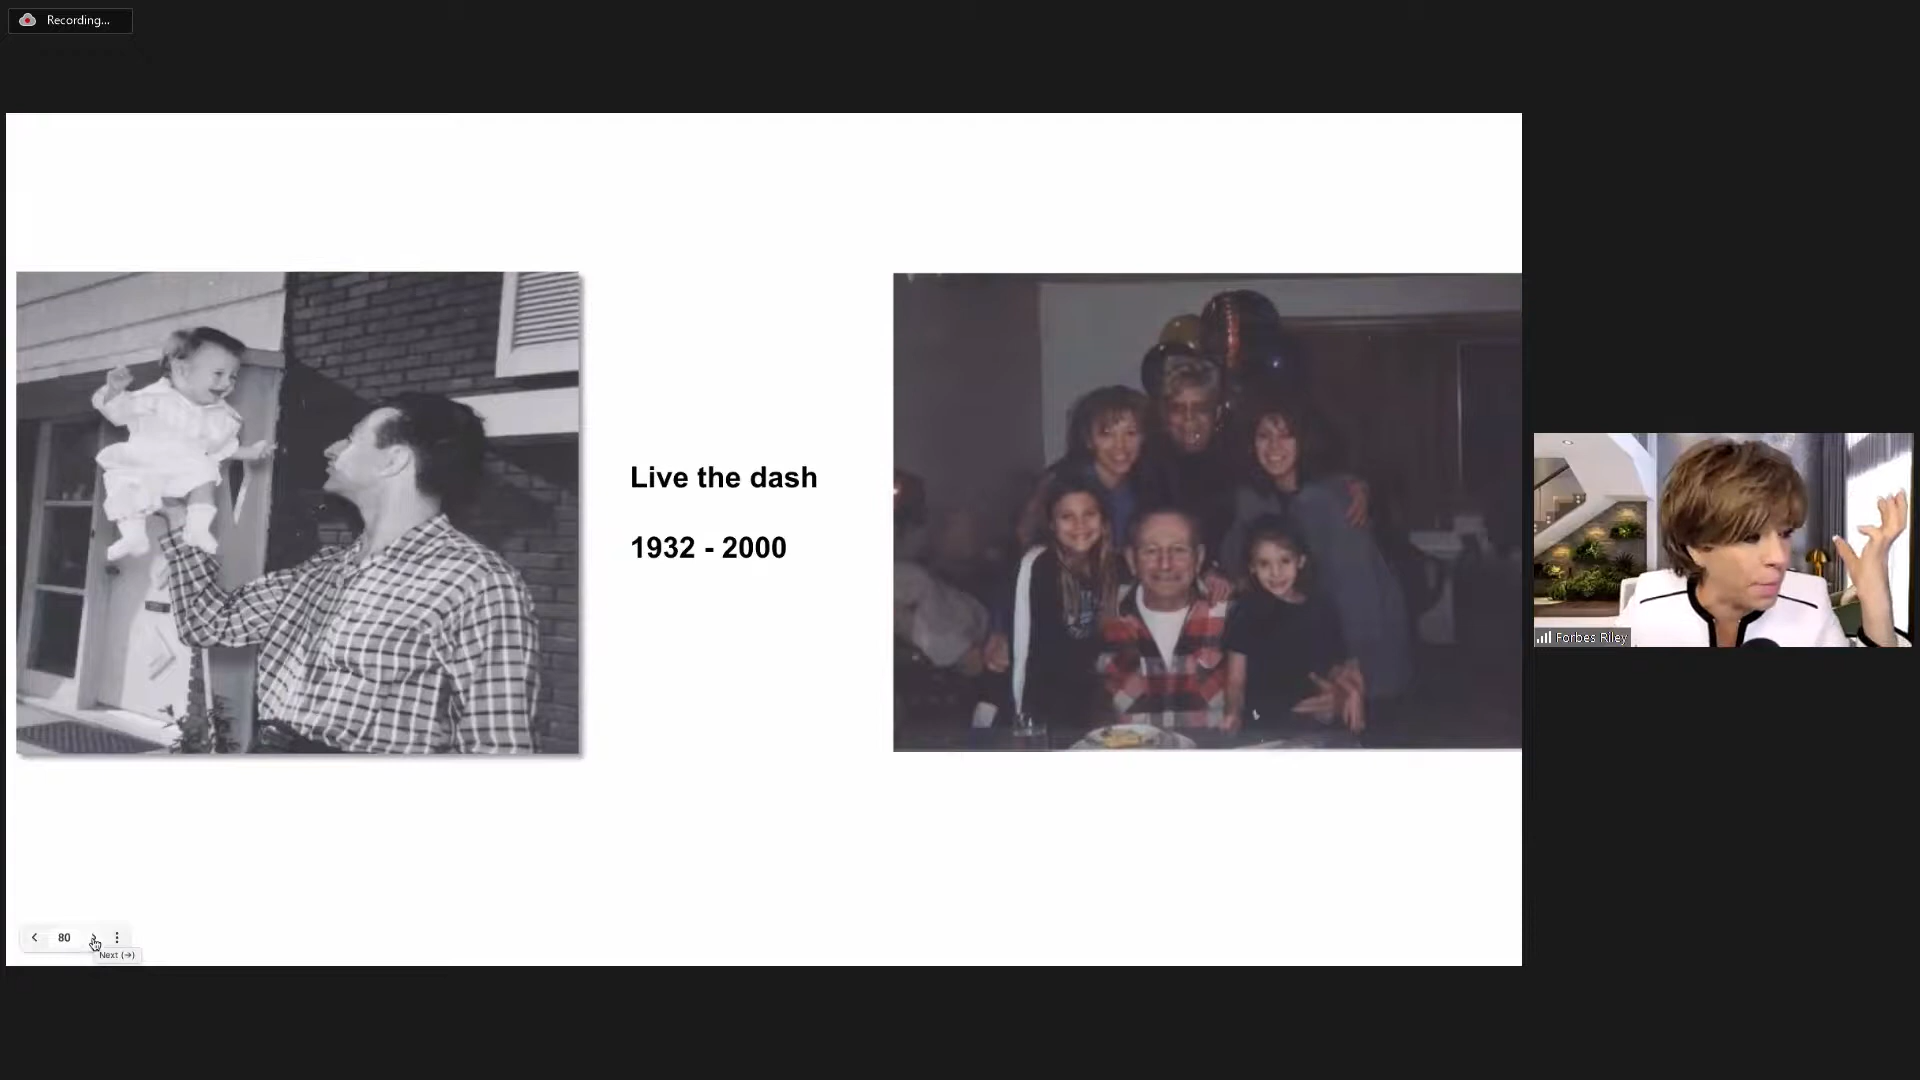 Recording...
Live the dash
1932 - 2000
Forbes Riley
80
Next (→)